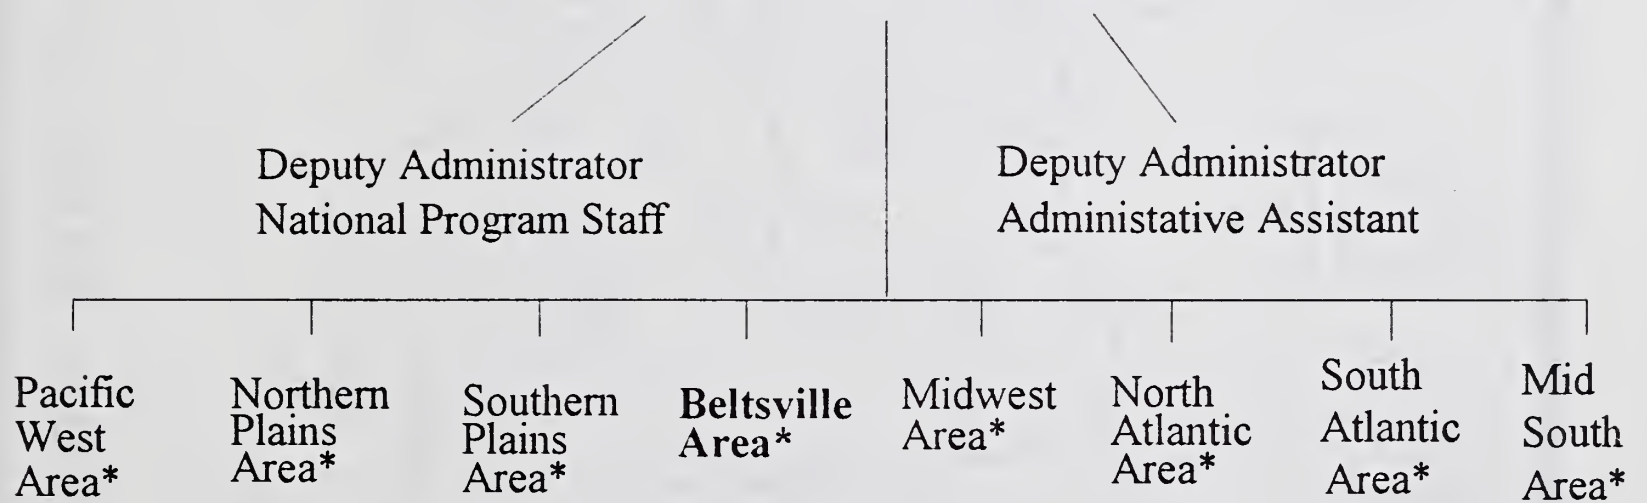 Deputy Administrator
National Program Staff
Deputy Administrator
Administative Assistant
Pacific
West
Area*
Northern
Plains
Area*
Southern
Plains
Area*
Beltsville
Area*
Midwest
Area*
North
Atlantic
Area*
South
Atlantic
Area*
Mid
South
Area*